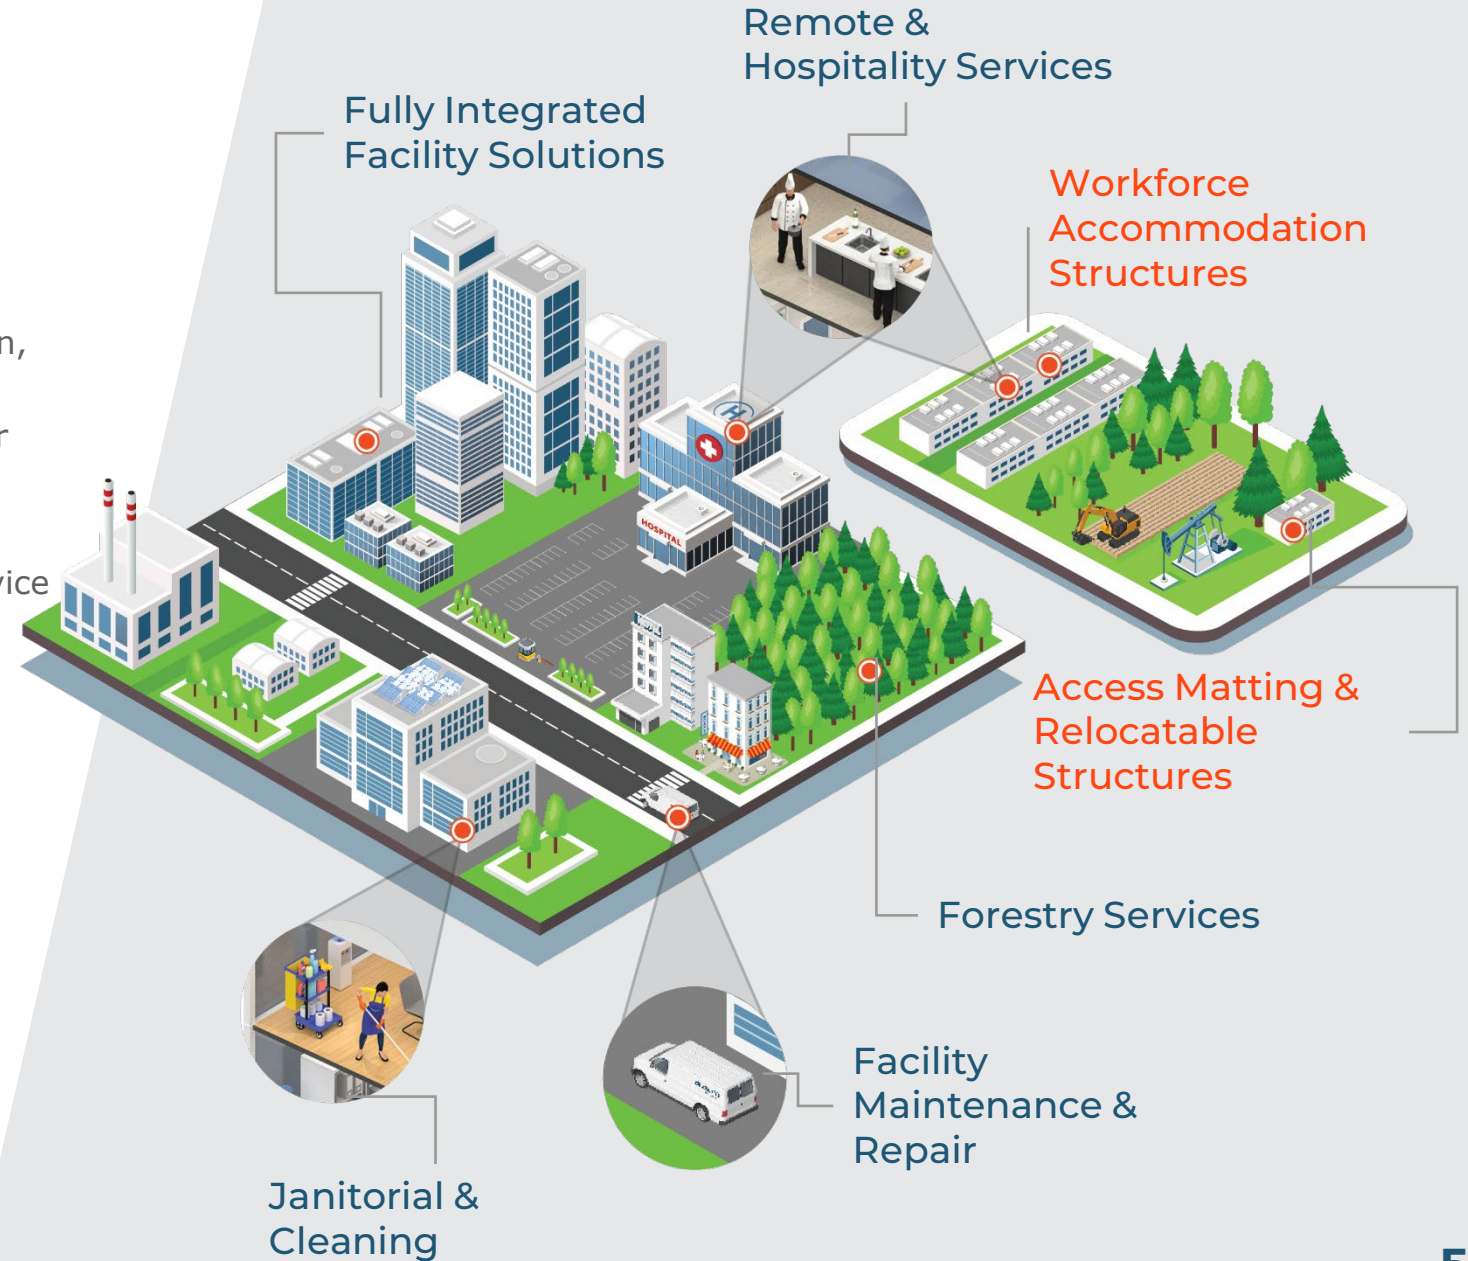 Remote &
Hospitality Services
Fully Integrated
Facility Solutions
Workforce
Accommodation
Structures
n,
r
vice
HOSPITAL
H
Access Matting &
Relocatable
Structures
Forestry Services
Facility
Maintenance &
Repair
Janitorial &
Cleaning